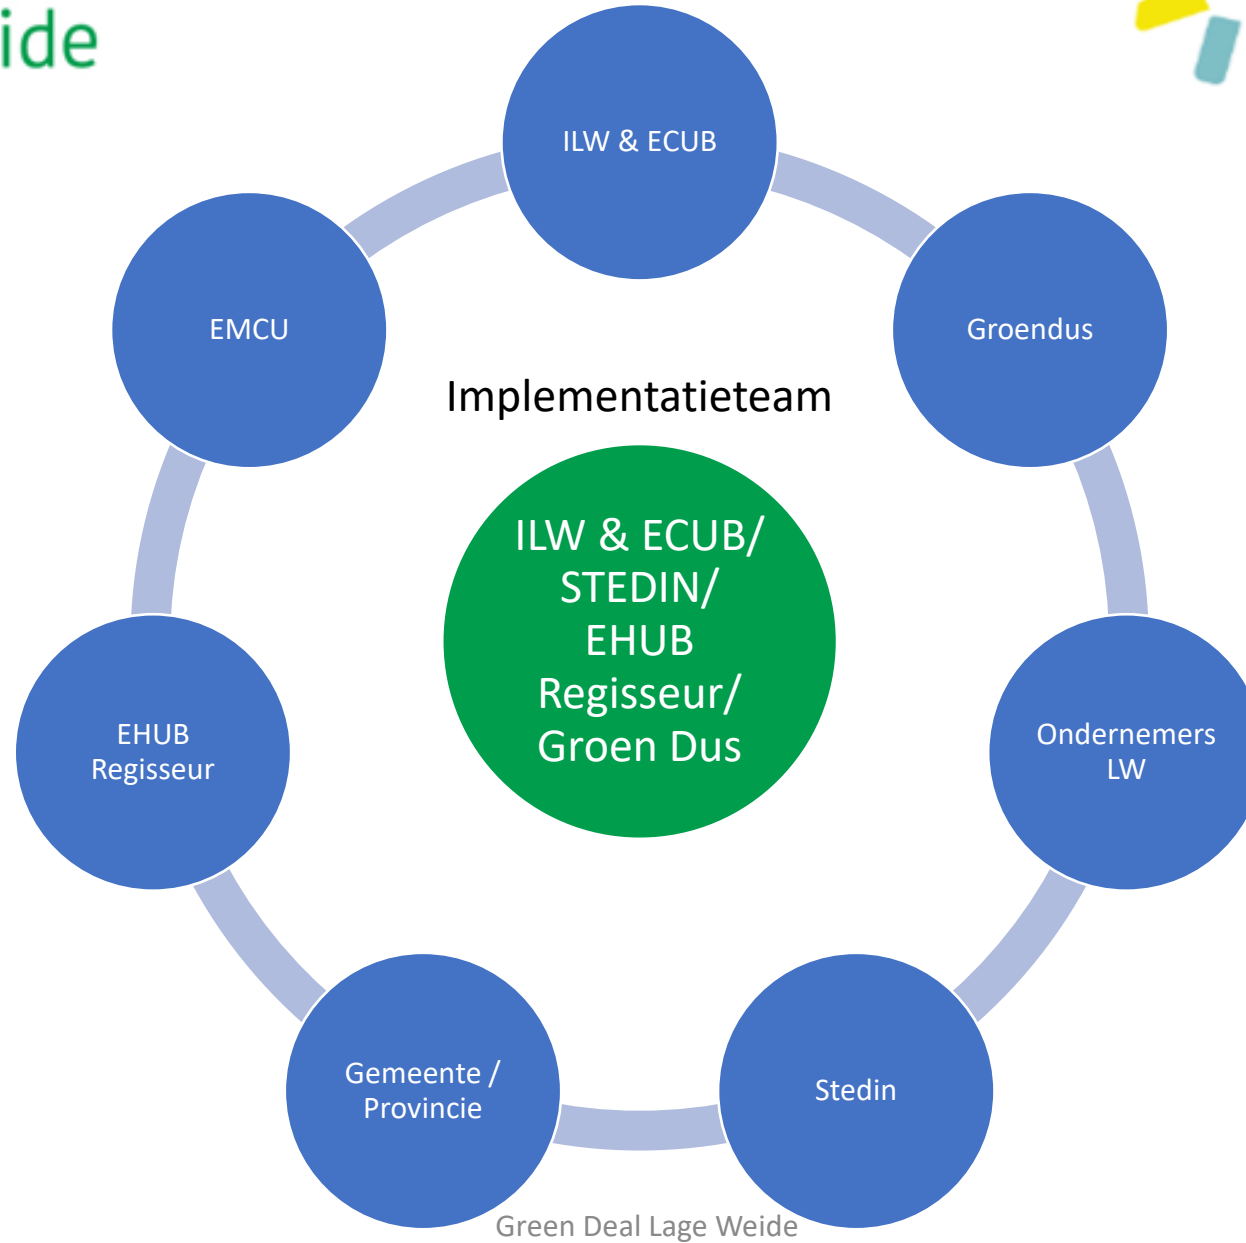 ide
ILW & ECUB
EMCU
Groendus
Implementatieteam
ILW & ECUB/
STEDIN/
EHUB
Regisseur/
Groen Dus
EHUB
Regisseur
Ondernemers
LW
Gemeente /
Provincie
Stedin
Green Deal Lage Weide